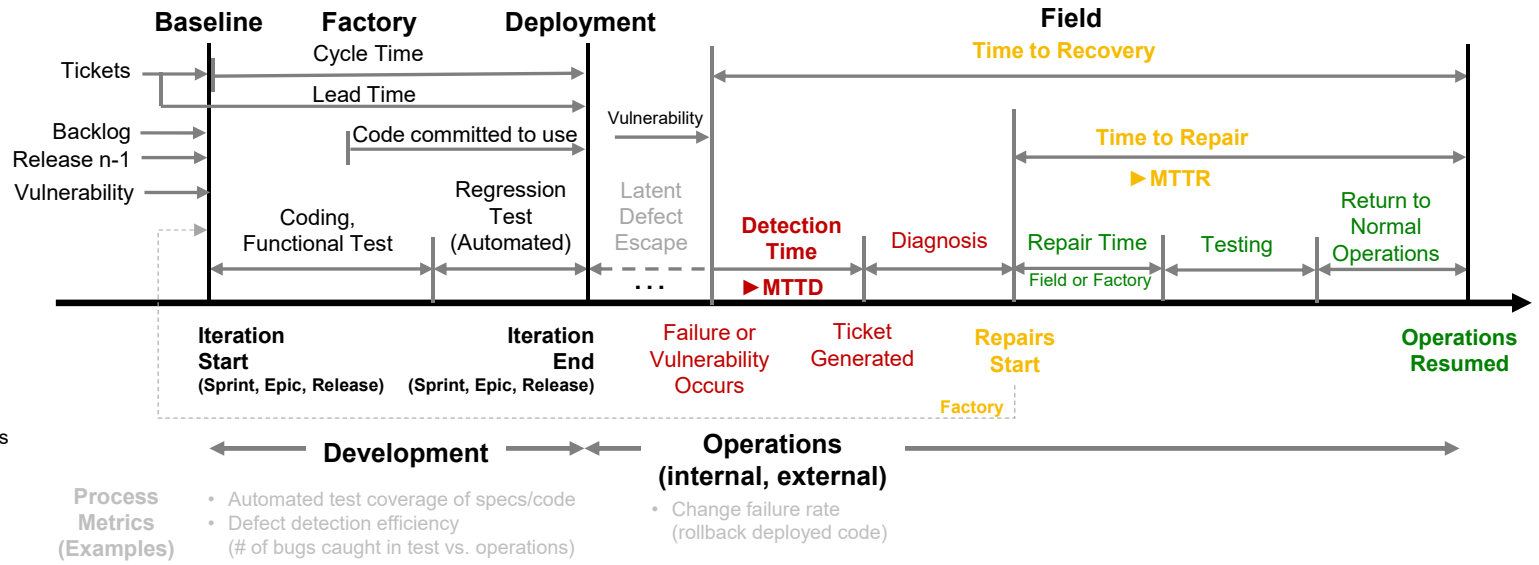 Baseline
Factory
Deployment
Field
Tickets
Cycle Time
Time to Recovery
Lead Time
Backlog
Code committed to use
Vulnerability
Time to Repair
Release n-1
►MTTR
Vulnerability
Coding,
Functional Test
Regression
Test
(Automated)
Latent
Defect
Escape
Detection
Time
Diagnosis
Repair Time
Testing
Return to
Normal
Operations
...
►MTTD
Field or Factory
Iteration
Start
(Sprint, Epic, Release)
Iteration
End
(Sprint, Epic, Release)
Failure or
Vulnerability
Occurs
Ticket
Generated
Repairs
Start
Operations
Resumed
Factory
s
Development
Operations
(internal, external)
Process
Metrics
(Examples)
• Automated test coverage of specs/code
• Defect detection efficiency
(# of bugs caught in test vs. operations)
• Change failure rate
(rollback deployed code)